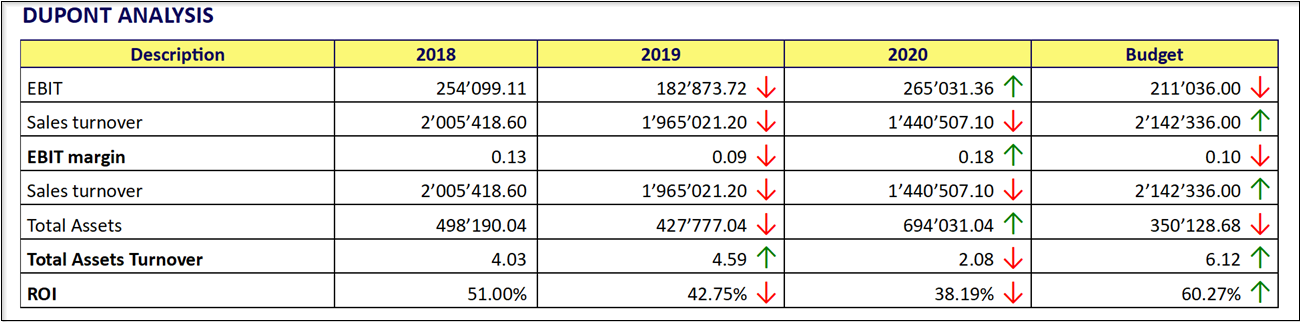 DUPONT ANALYSIS
Description 2018 2019 2020 Budget
EBIT 254’099.11 182’873.72 ↓ 265’031.36 ↑ 211’036.00 ↓
Sales turnover 2’005’418.60 1’965’021.20 ↓ 1’440’507.10 ↓ 2’142’336.00 ↑
EBIT margin 0.13 0.09 ↓ 0.18 ↑ 0.10 ↓
Sales turnover 2’005’418.60 1’965’021.20 ↓ 1’440’507.10 ↓ 2’142’336.00 ↑
Total Assets 498’190.04 427’777.04 ↓ 694’031.04 ↑ 350’128.68 ↓
Total Assets Turnover 4.03 4.59 ↑ 2.08 ↓ 6.12 ↑
ROI 51.00% 42.75% ↓ 38.19% ↓ 60.27% ↑